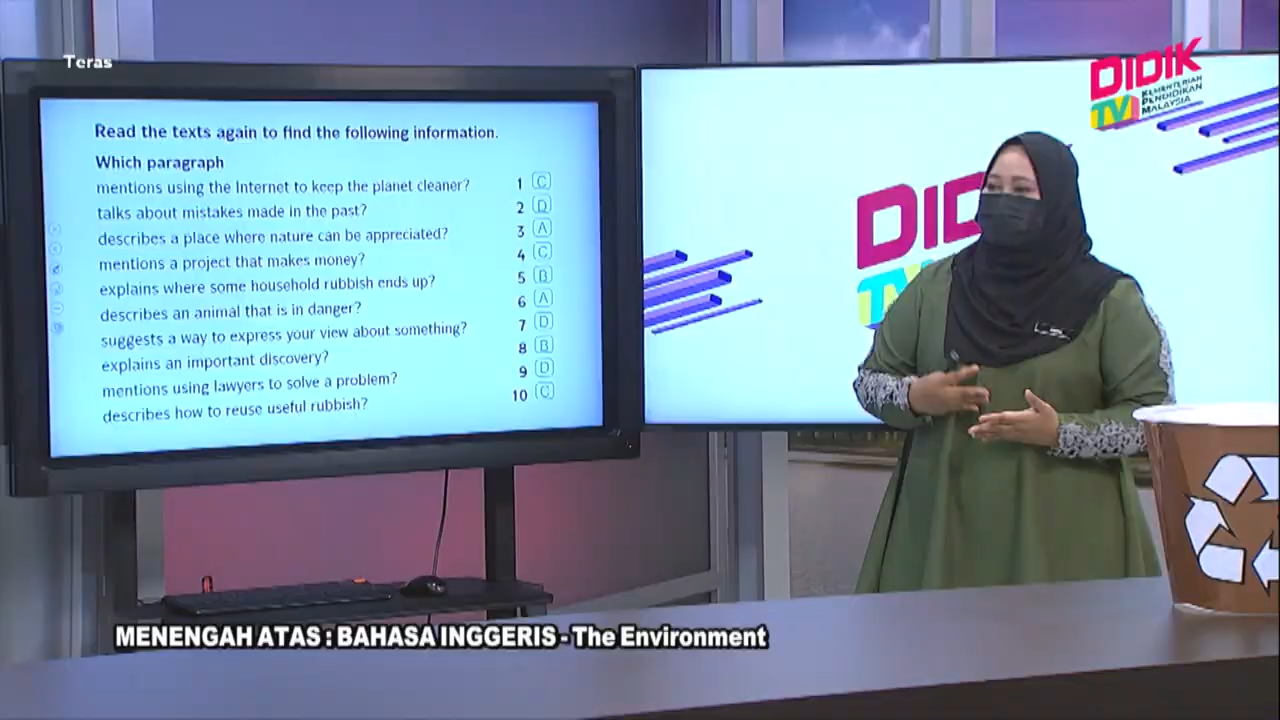 Teras
DIDIK
TV
KEMENTERIAN
PENDIDIKAN
MALAYSIA
Read the texts again to find the following information.
Which paragraph
mentions using the Internet to keep the planet cleaner? 1 C
talks about mistakes made in the past? 2 D
describes a place where nature can be appreciated? 3 A
mentions a project that makes money? 4 C
explains where some household rubbish ends up? 5 B
describes an animal that is in danger? 6 A
suggests a way to express your view about something? 7 D
explains an important discovery? 8 B
mentions using lawyers to solve a problem? 9 D
describes how to reuse useful rubbish? 10 C
DID
TV
MENENGAH ATAS : BAHASA INGGERIS - The Environment